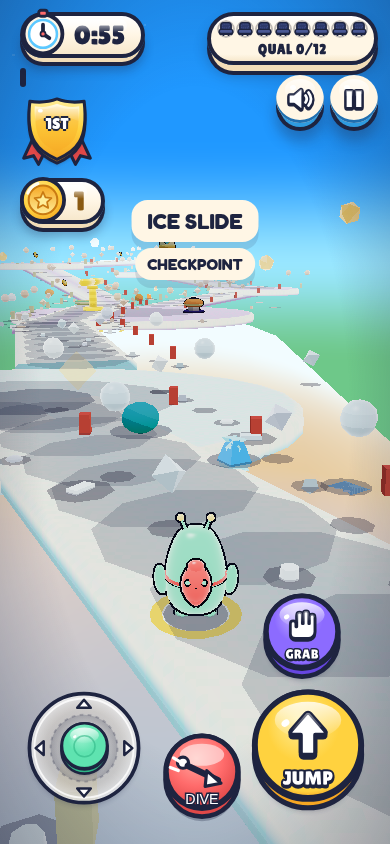 0:55
QUAL 0/12
1ST
1
ICE SLIDE
CHECKPOINT
GRAB
JUMP
DIVE